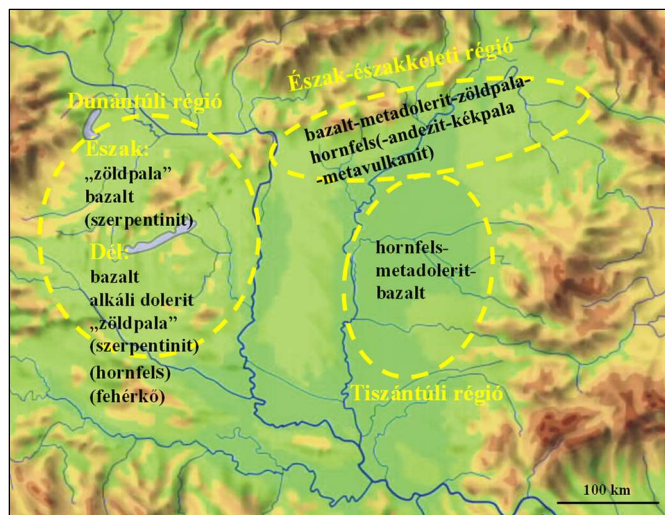 Észak-északkeleti régió
bazalt-metadolerit-zöldpala-
hornfels(-andezit-kékpala
-metavulkanit)
Dunántúli régió
Észak:
„zöldpala”
bazalt
(szerpentinit)
Dél:
bazalt
alkáli dolerit
„zöldpala”
(szerpentinit)
(hornfels)
(fehérkő)
hornfels-
metadolerit-
bazalt
Tiszántúli régió
100 km